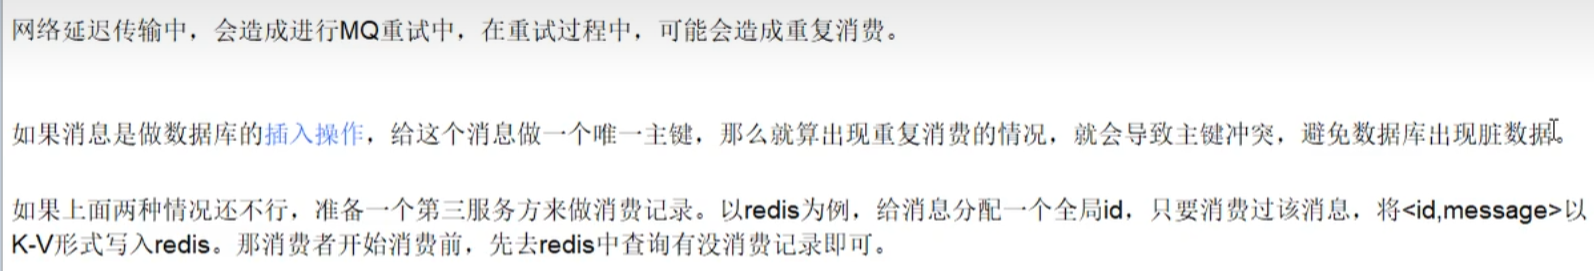 网络延迟传输中，会造成进行MQ重试中，在重试过程中，可能会造成重复消费。
如果消息是做数据库的插入操作，给这个消息做一个唯一主键，那么就算出现重复消费的情况，就会导致主键冲突，避免数据库出现脏数据。
如果上面两种情况还不行，准备一个第三服务方来做消费记录。以redis为例，给消息分配一个全局id，只要消费过该消息，将<id,message>以
K-V形式写入redis。那消费者开始消费前，先去redis中查询有没消费记录即可。